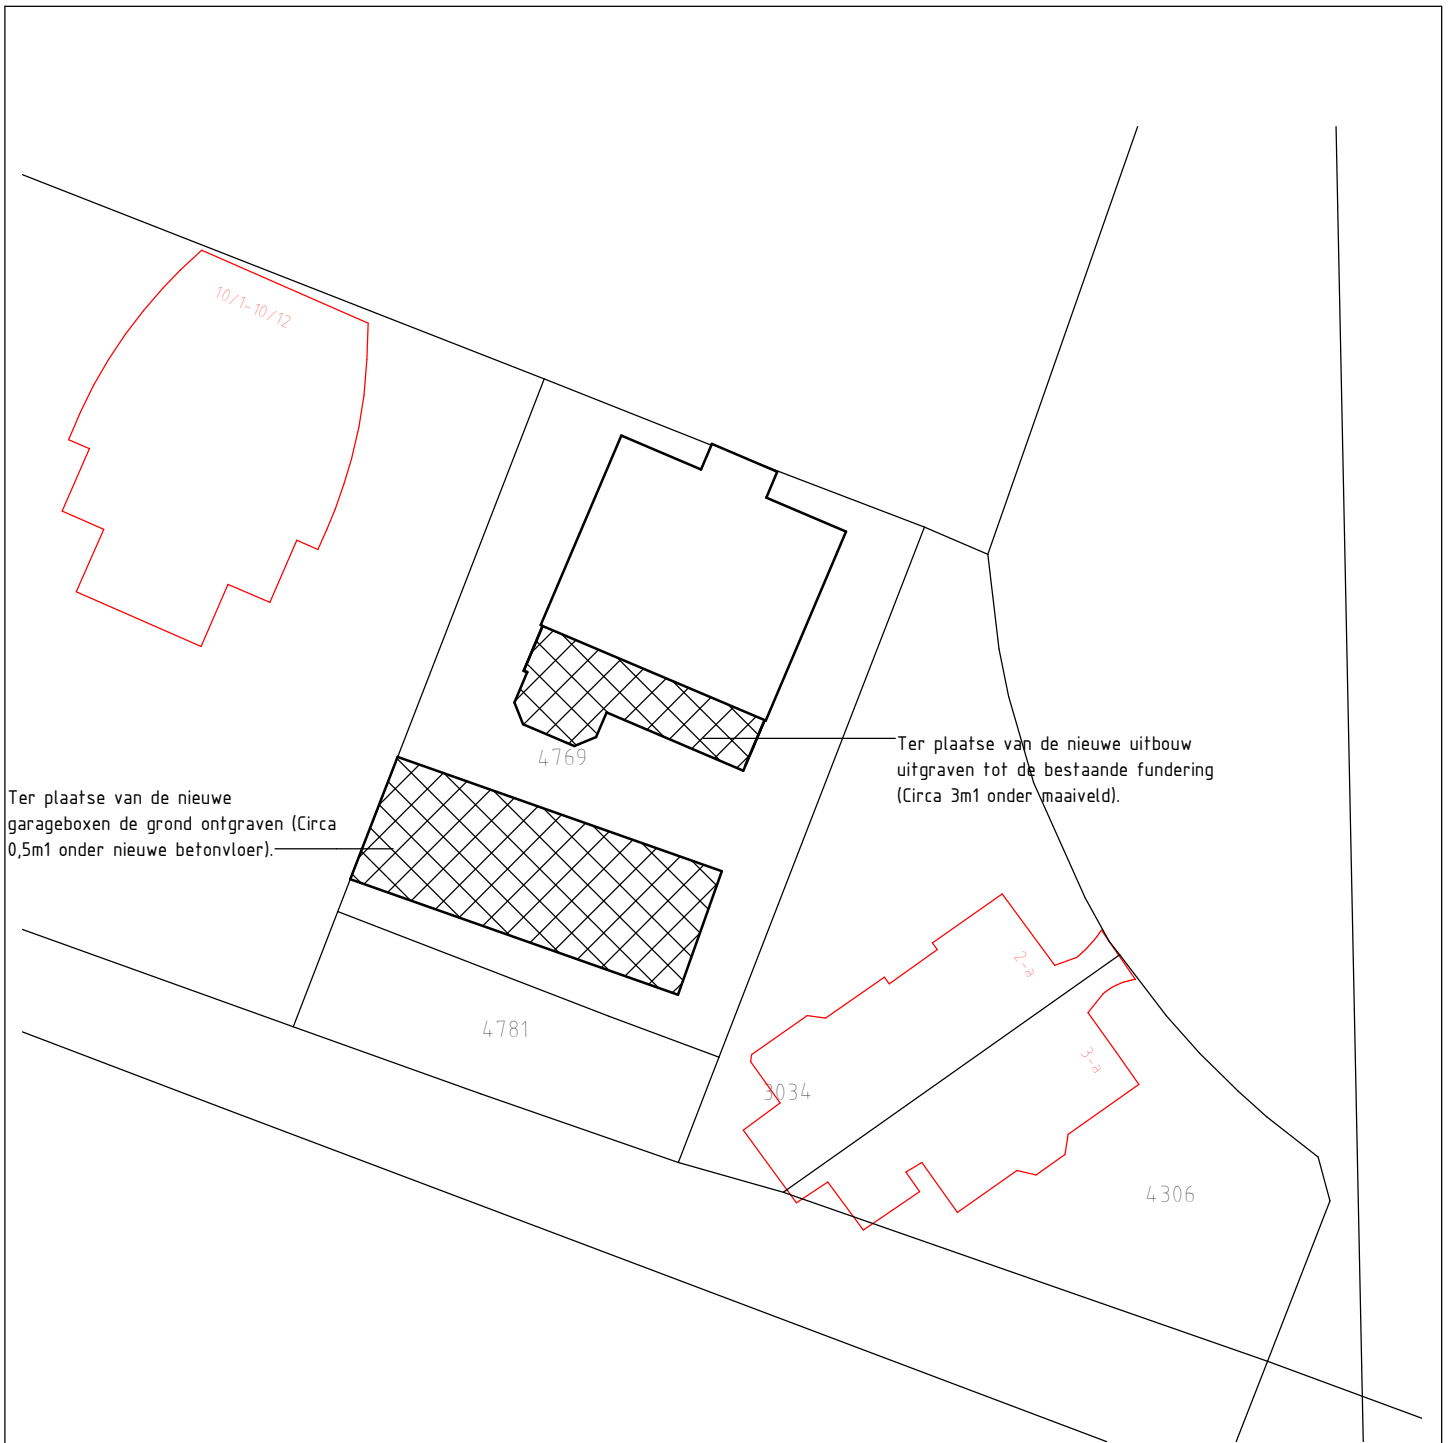 10/1-10/12
Ter plaatse van de nieuwe uitbouw
uitgraven tot de bestaande fundering
(Circa 3m1 onder maaiveld).
4769
Ter plaatse van de nieuwe
garageboxen de grond ontgraven (Circa
0,5m1 onder nieuwe betonvloer).
2-a
4781
3-a
3034
4306